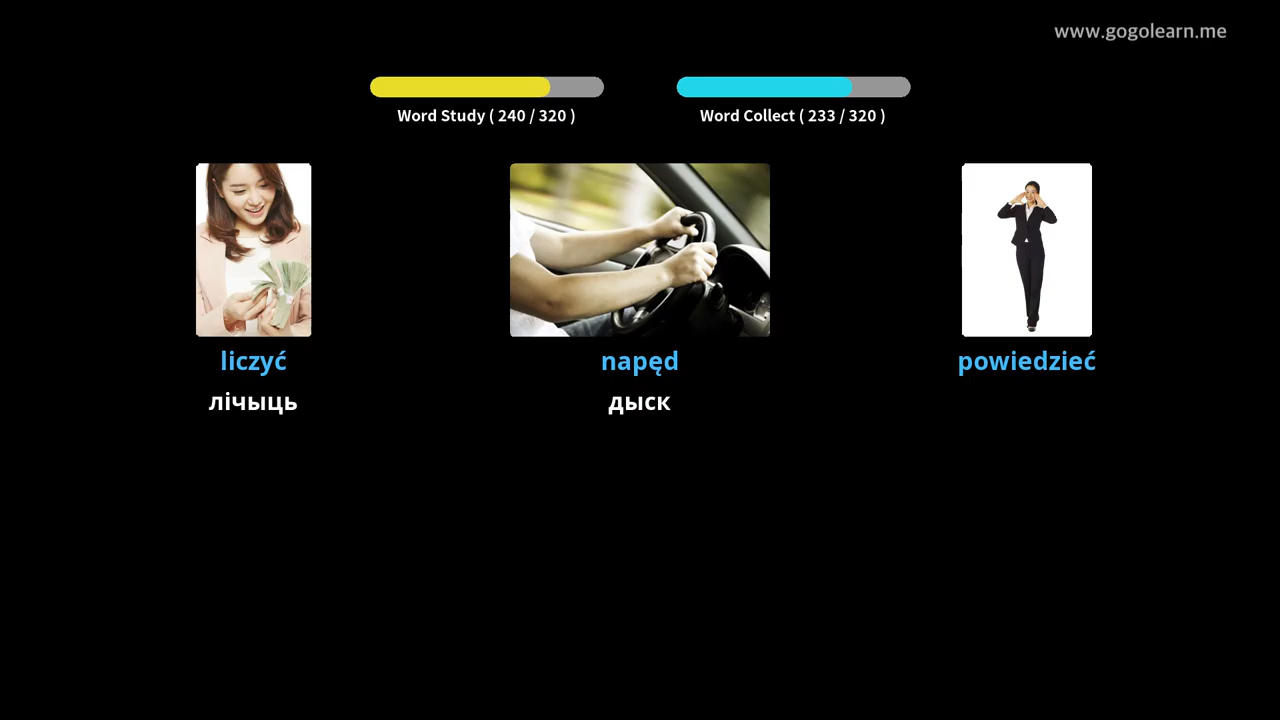 www.gogolearn.me
Word Study ( 240 / 320 )
Word Collect ( 233 / 320 )
liczyć
napęd
powiedzieć
лічыць
дыск